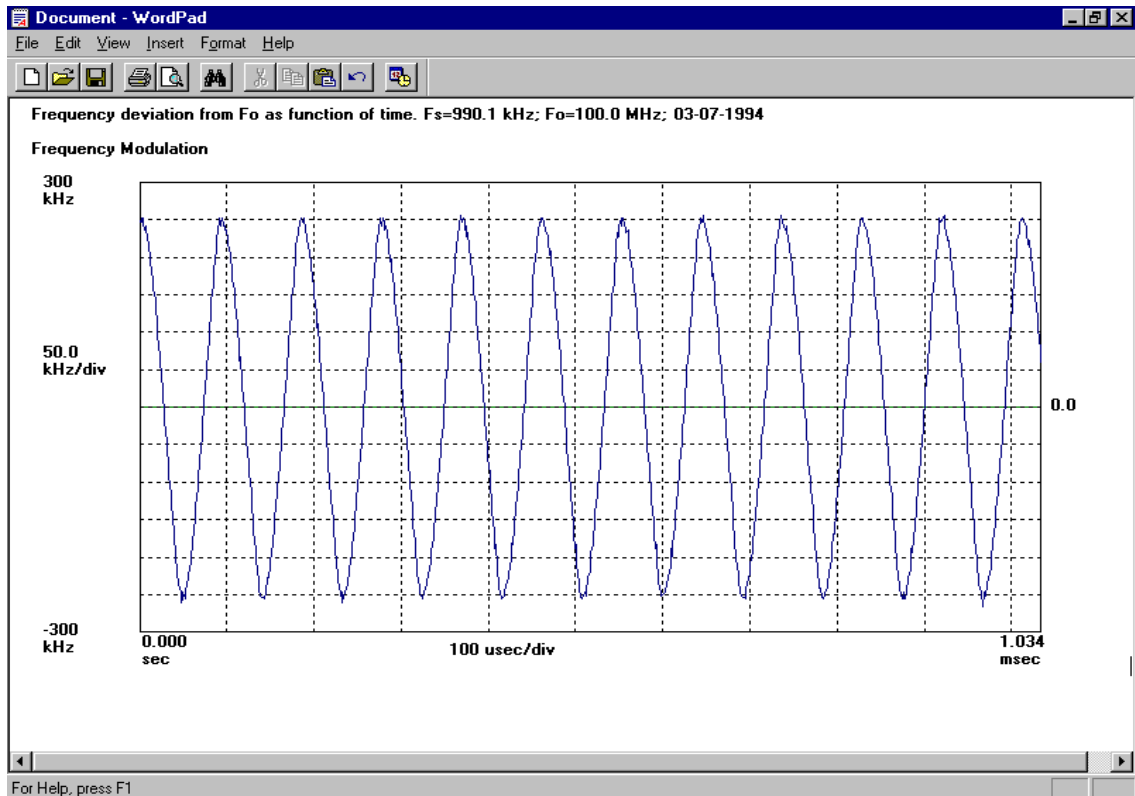 Document - WordPad
File Edit View Insert Format Help
Frequency deviation from Fo as function of time. Fs=990.1 kHz; Fo=100.0 MHz; 03-07-1994
Frequency Modulation
300
kHz
50.0
kHz/div
0.0
-300
kHz
0.000
sec
100 usec/div
1.034
msec
For Help, press F1